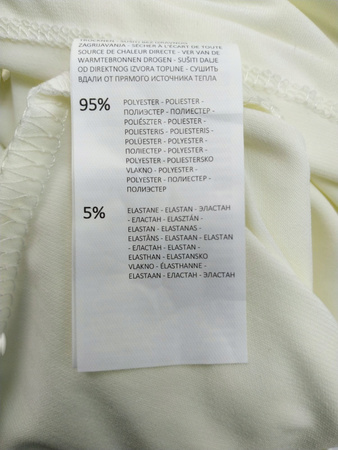 ZAGRIJAVANJA - SÉCHER À L'ÉCART DE TOUTE
SOURCE DE CHALEUR DIRECTE - VER VAN DE
WARMTEBRONNEN DROGEN - SUŠITI DALJE
OD DIREKTNOG IZVORA TOPLINE - СУШИТЬ
ВДАЛИ ОТ ПРЯМОГО ИСТОЧНИКА ТЕПЛА
95% POLYESTER - POLIESTER -
ПОЛИЭСТЕР - ПОЛИЕСТЕР -
POLIÉSZTER - POLIESTER -
POLIESTERIS - POLIESTERIS -
POLÜESTER - POLYESTER -
ПОЛІЕСТЕР - POLYESTER -
POLYESTER - POLIESTERSKO
VLAKNO - POLYESTER -
POLYESTER - ПОЛИЕСТЕР -
ПОЛИЭСТЕР
5% ELASTANE - ELASTAN - ЭЛАСТАН
- ЕЛАСТАН - ELASZTÁN -
ELASTAN - ELASTANAS -
ELASTĀNS - ELASTAAN - ELASTAN
- ЕЛАСТАН - ELASTAN -
ELASTHAN - ELASTANSKO
VLAKNO - ÉLASTHANNE -
ELASTAAN - ELASTAN - ЭЛАСТАН